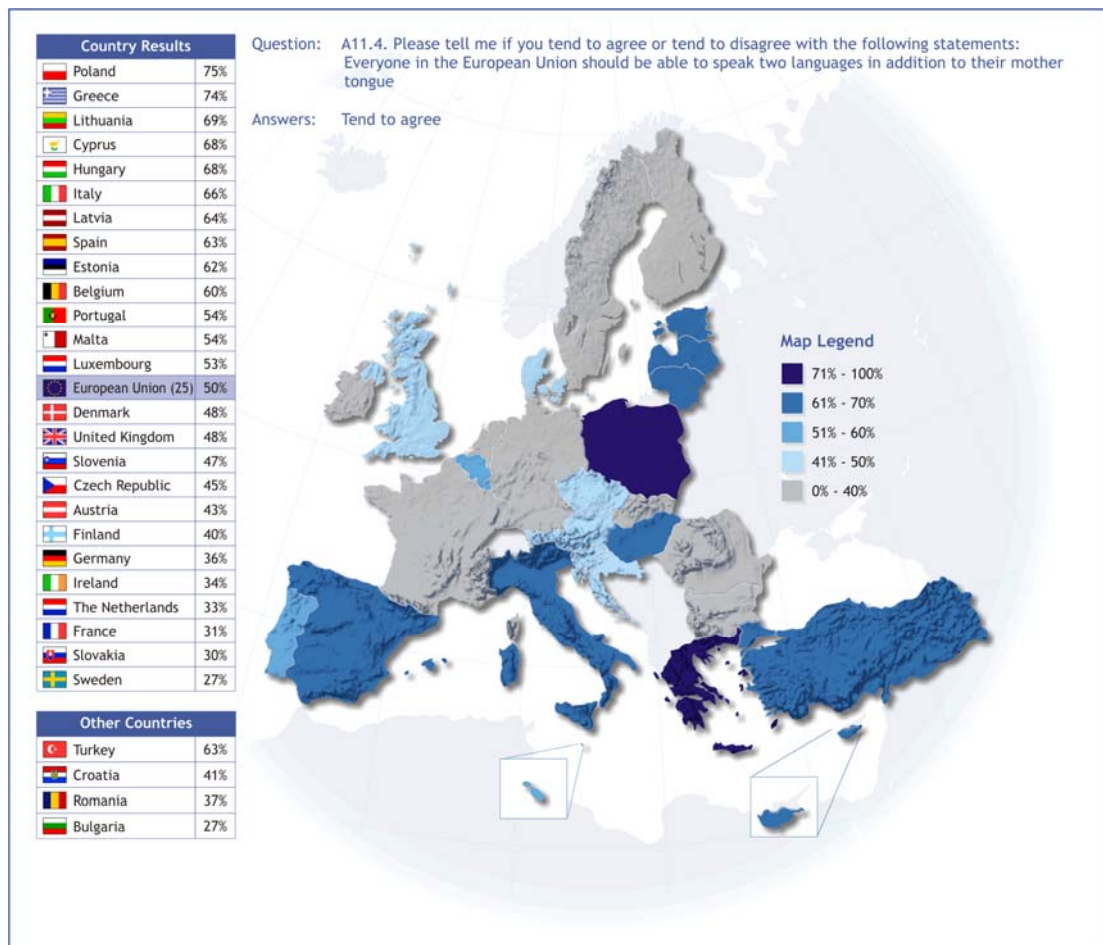 Country Results
Poland 75%
Greece 74%
Lithuania 69%
Cyprus 68%
Hungary 68%
Italy 66%
Latvia 64%
Spain 63%
Estonia 62%
Belgium 60%
Portugal 54%
Malta 54%
Luxembourg 53%
European Union (25) 50%
Denmark 48%
United Kingdom 48%
Slovenia 47%
Czech Republic 45%
Austria 43%
Finland 40%
Germany 36%
Ireland 34%
The Netherlands 33%
France 31%
Slovakia 30%
Sweden 27%
Other Countries
Turkey 63%
Croatia 41%
Romania 37%
Bulgaria 27%
Question: A11.4. Please tell me if you tend to agree or tend to disagree with the following statements:
Everyone in the European Union should be able to speak two languages in addition to their mother
tongue
Answers: Tend to agree
Map Legend
71% - 100%
61% - 70%
51% - 60%
41% - 50%
0% - 40%